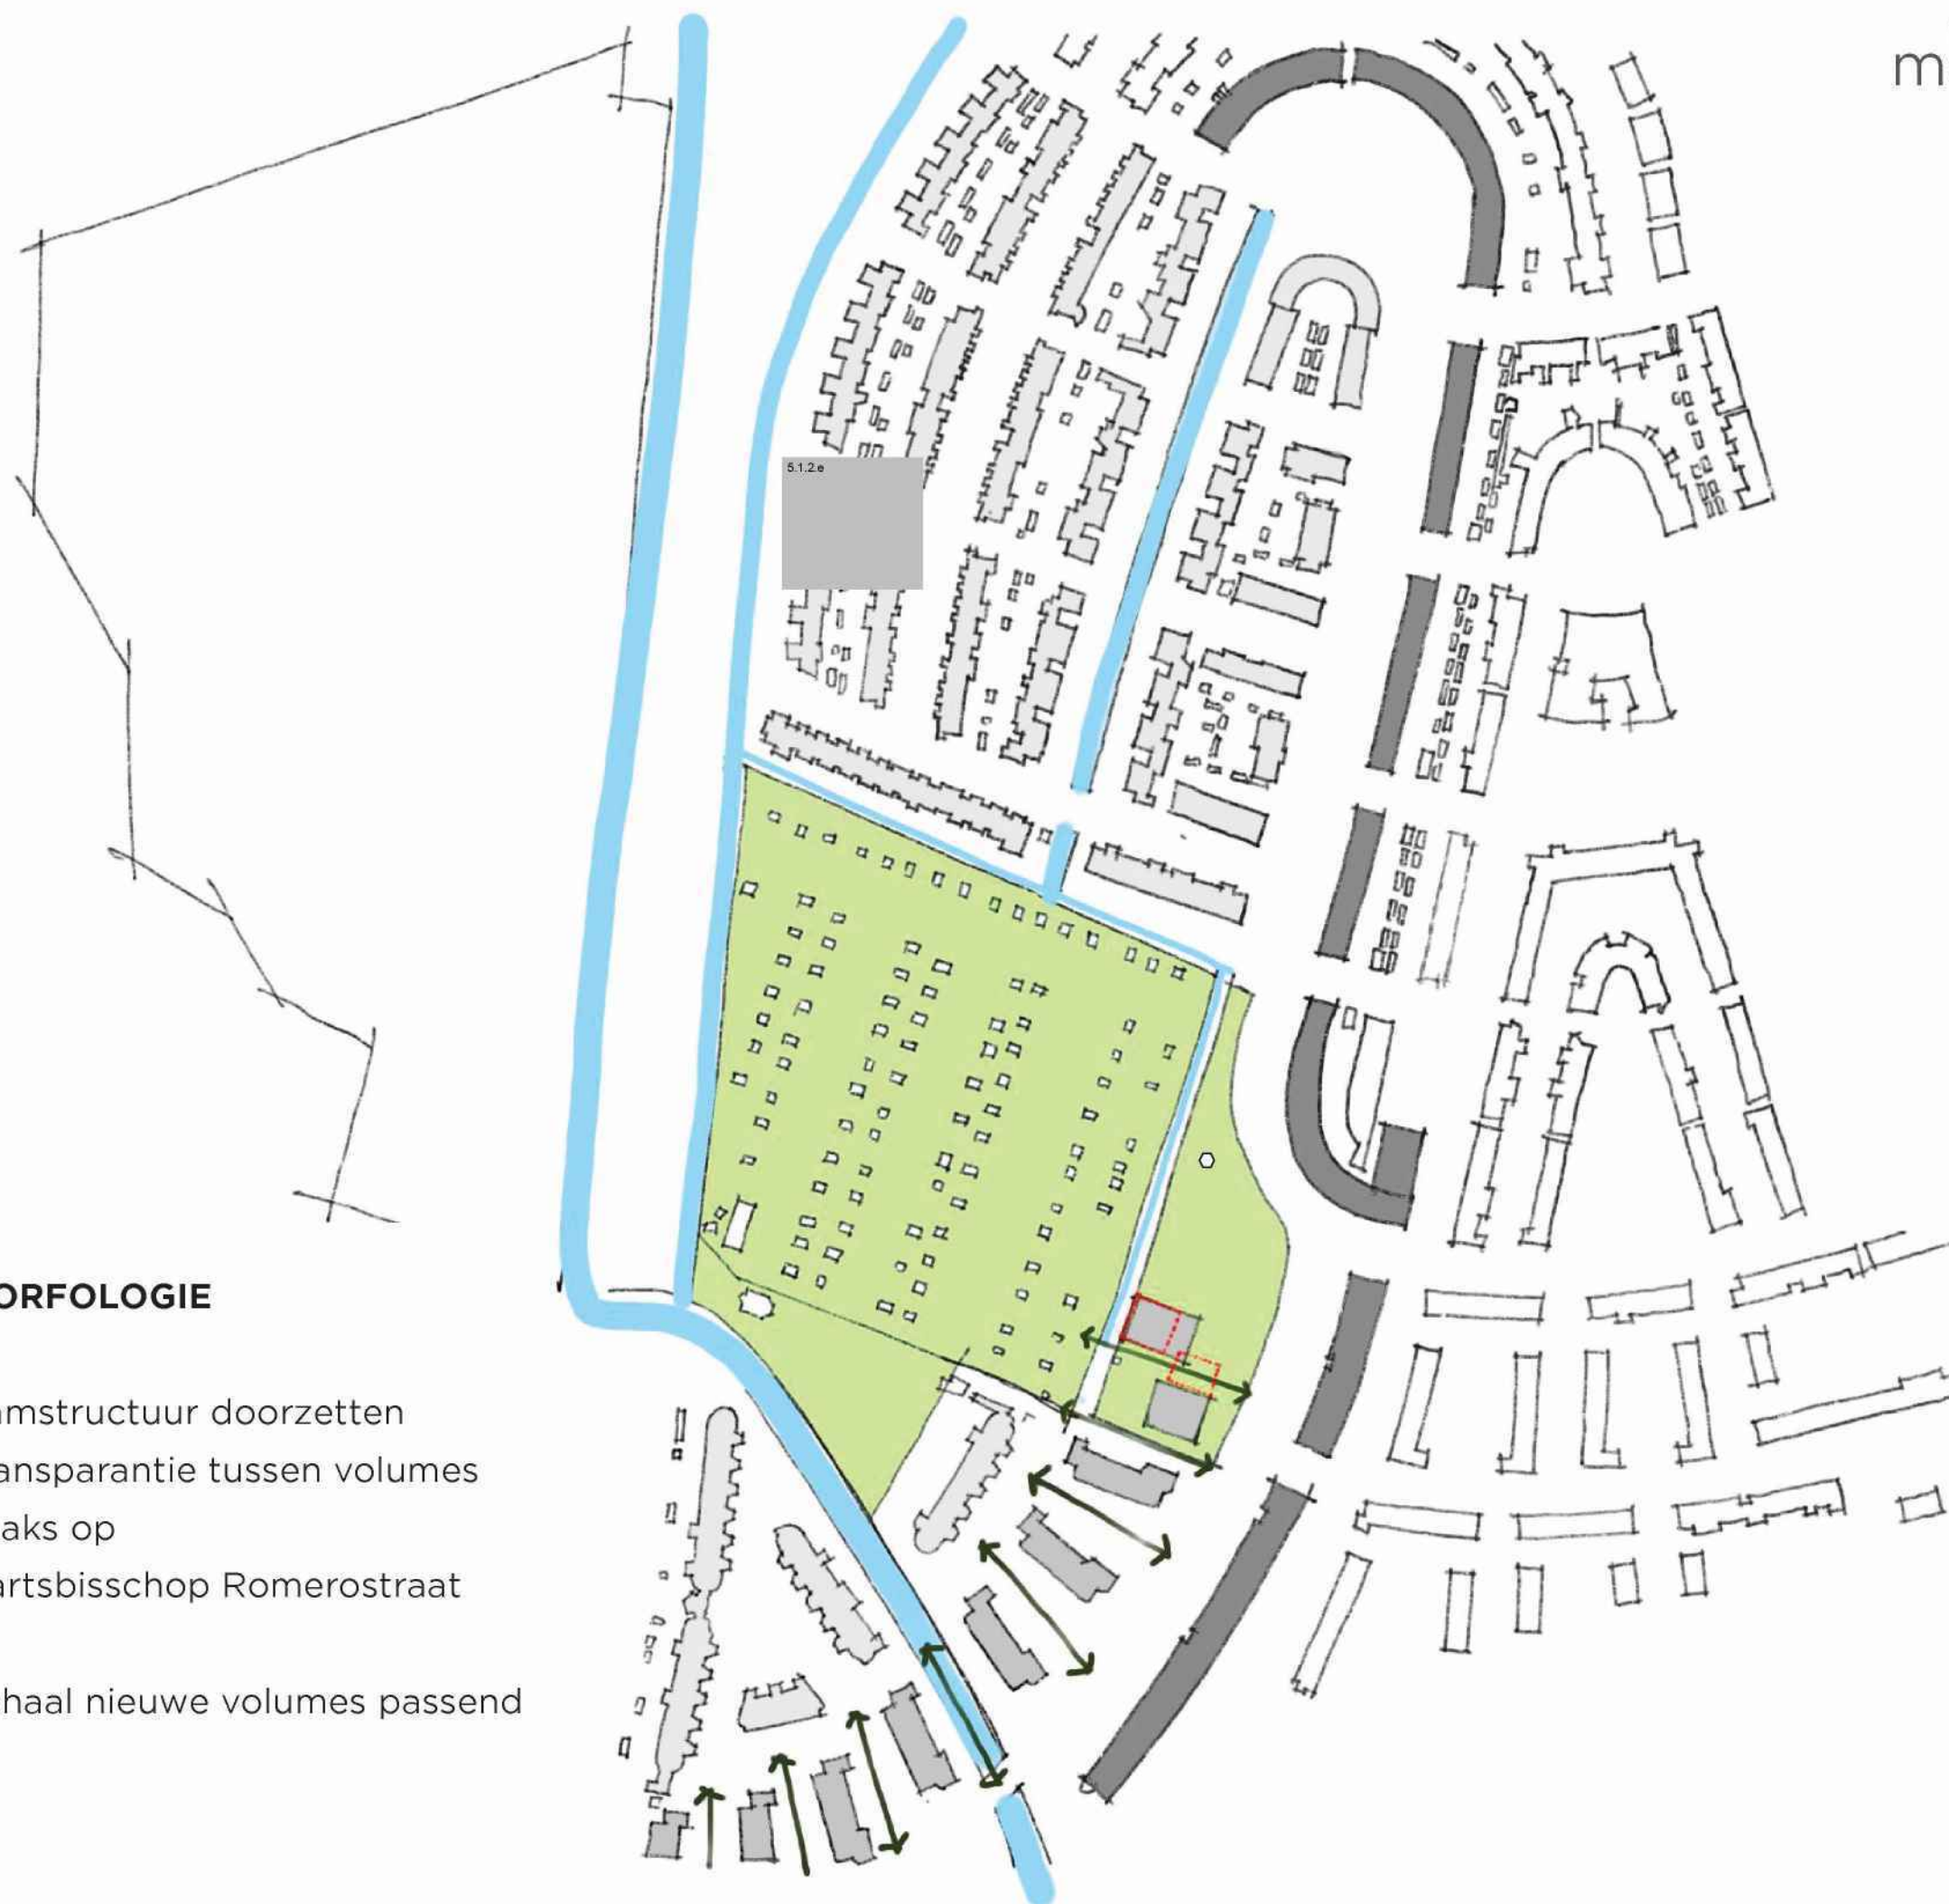 m
5.1.2.e
ORFOLOGIE
amstructuur doorzetten
ansparantie tussen volumes
aks op
artsbisschop Romerostraat
haal nieuwe volumes passend